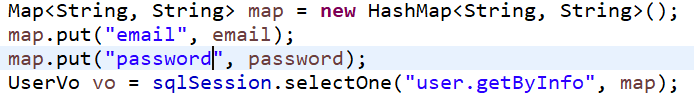 Map<String, String> map = new HashMap<String, String>();
map.put("email", email);
map.put("password", password);
UserVo vo = sqlSession.selectOne("user.getByInfo", map);